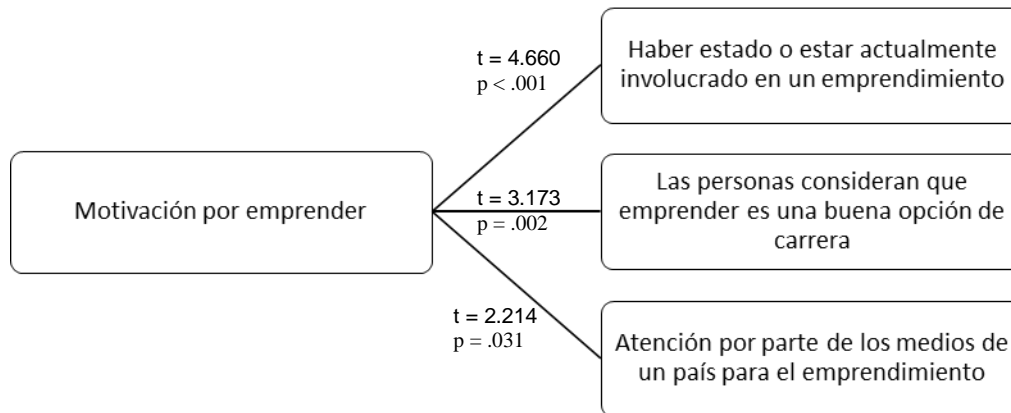 Motivación por emprender
t = 4.660
p < .001
Haber estado o estar actualmente
involucrado en un emprendimiento
t = 3.173
p = .002
Las personas consideran que
emprender es una buena opción de
carrera
t = 2.214
p = .031
Atención por parte de los medios de
un país para el emprendimiento